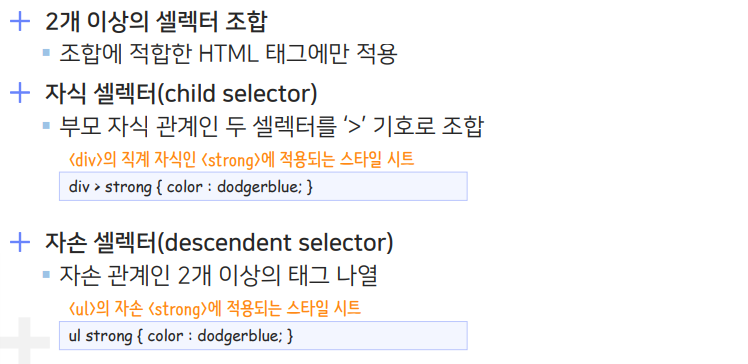 2개 이상의 셀렉터 조합
조합에 적합한 HTML 태그에만 적용
자식 셀렉터(child selector)
부모 자식 관계인 두 셀렉터를 ‘>’ 기호로 조합
<div>의 직계 자식인 <strong>에 적용되는 스타일 시트
div > strong { color : dodgerblue; }
자손 셀렉터(descendent selector)
자손 관계인 2개 이상의 태그 나열
<ul>의 자손 <strong>에 적용되는 스타일 시트
ul strong { color : dodgerblue; }